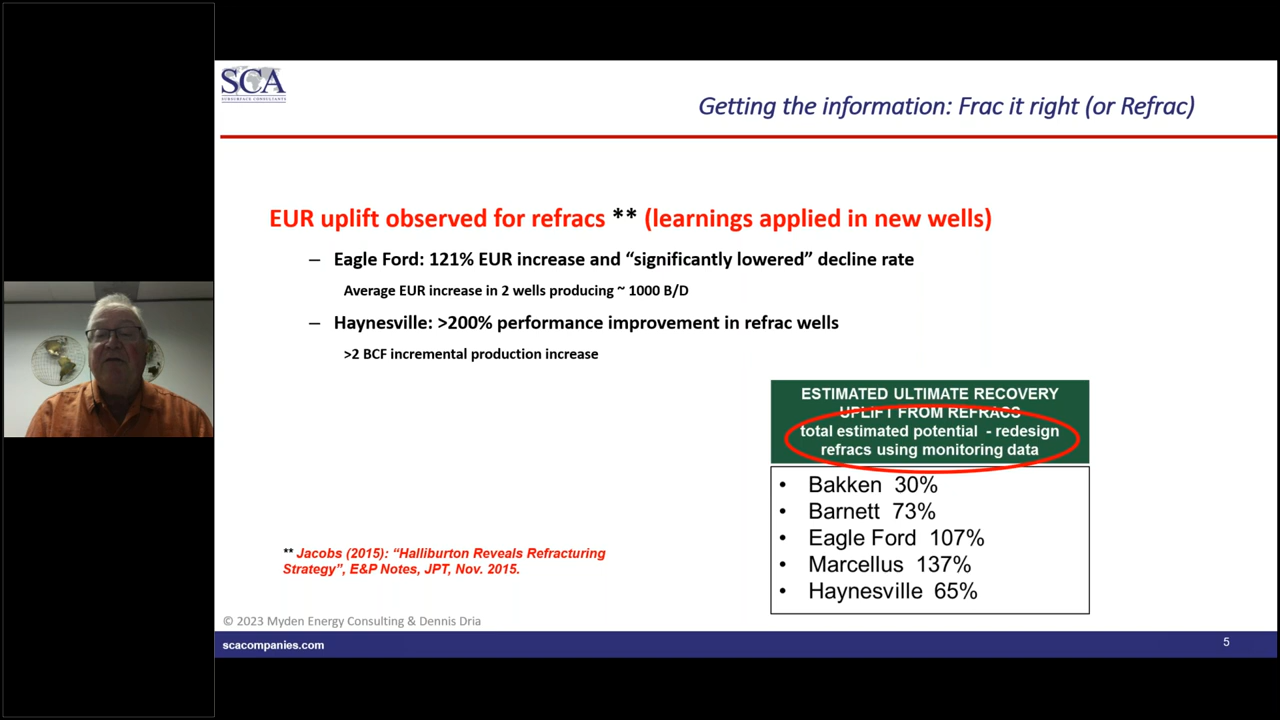 SCA
SUBSURFACE CONSULTANTS
Getting the information: Frac it right (or Refrac)
EUR uplift observed for refracs ** (learnings applied in new wells)
– Eagle Ford: 121% EUR increase and “significantly lowered” decline rate
Average EUR increase in 2 wells producing ~ 1000 B/D
– Haynesville: >200% performance improvement in refrac wells
>2 BCF incremental production increase
ESTIMATED ULTIMATE RECOVERY
UPLIFT FROM REFRACS
total estimated potential - redesign
refracs using monitoring data
• Bakken 30%
• Barnett 73%
• Eagle Ford 107%
• Marcellus 137%
• Haynesville 65%
** Jacobs (2015): “Halliburton Reveals Refracturing
Strategy”, E&P Notes, JPT, Nov. 2015.
© 2023 Myden Energy Consulting & Dennis Dria
scacompanies.com
5